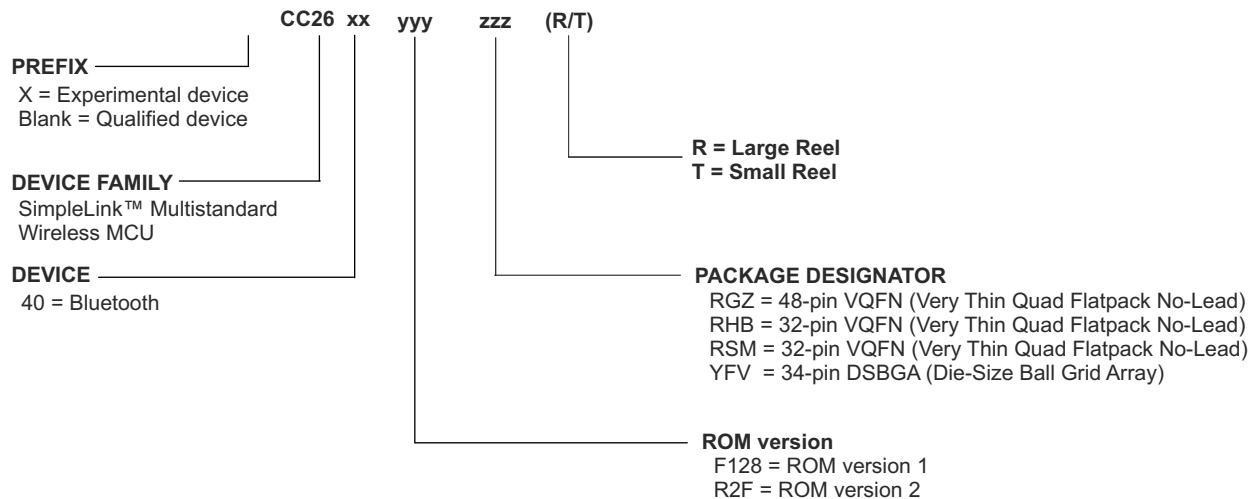 CC26 xx yyy zzz (R/T)
PREFIX
X = Experimental device
Blank = Qualified device
R = Large Reel
T = Small Reel
DEVICE FAMILY
SimpleLink™ Multistandard
Wireless MCU
DEVICE
40 = Bluetooth
PACKAGE DESIGNATOR
RGZ = 48-pin VQFN (Very Thin Quad Flatpack No-Lead)
RHB = 32-pin VQFN (Very Thin Quad Flatpack No-Lead)
RSM = 32-pin VQFN (Very Thin Quad Flatpack No-Lead)
YFV = 34-pin DSBGA (Die-Size Ball Grid Array)
ROM version
F128 = ROM version 1
R2F = ROM version 2